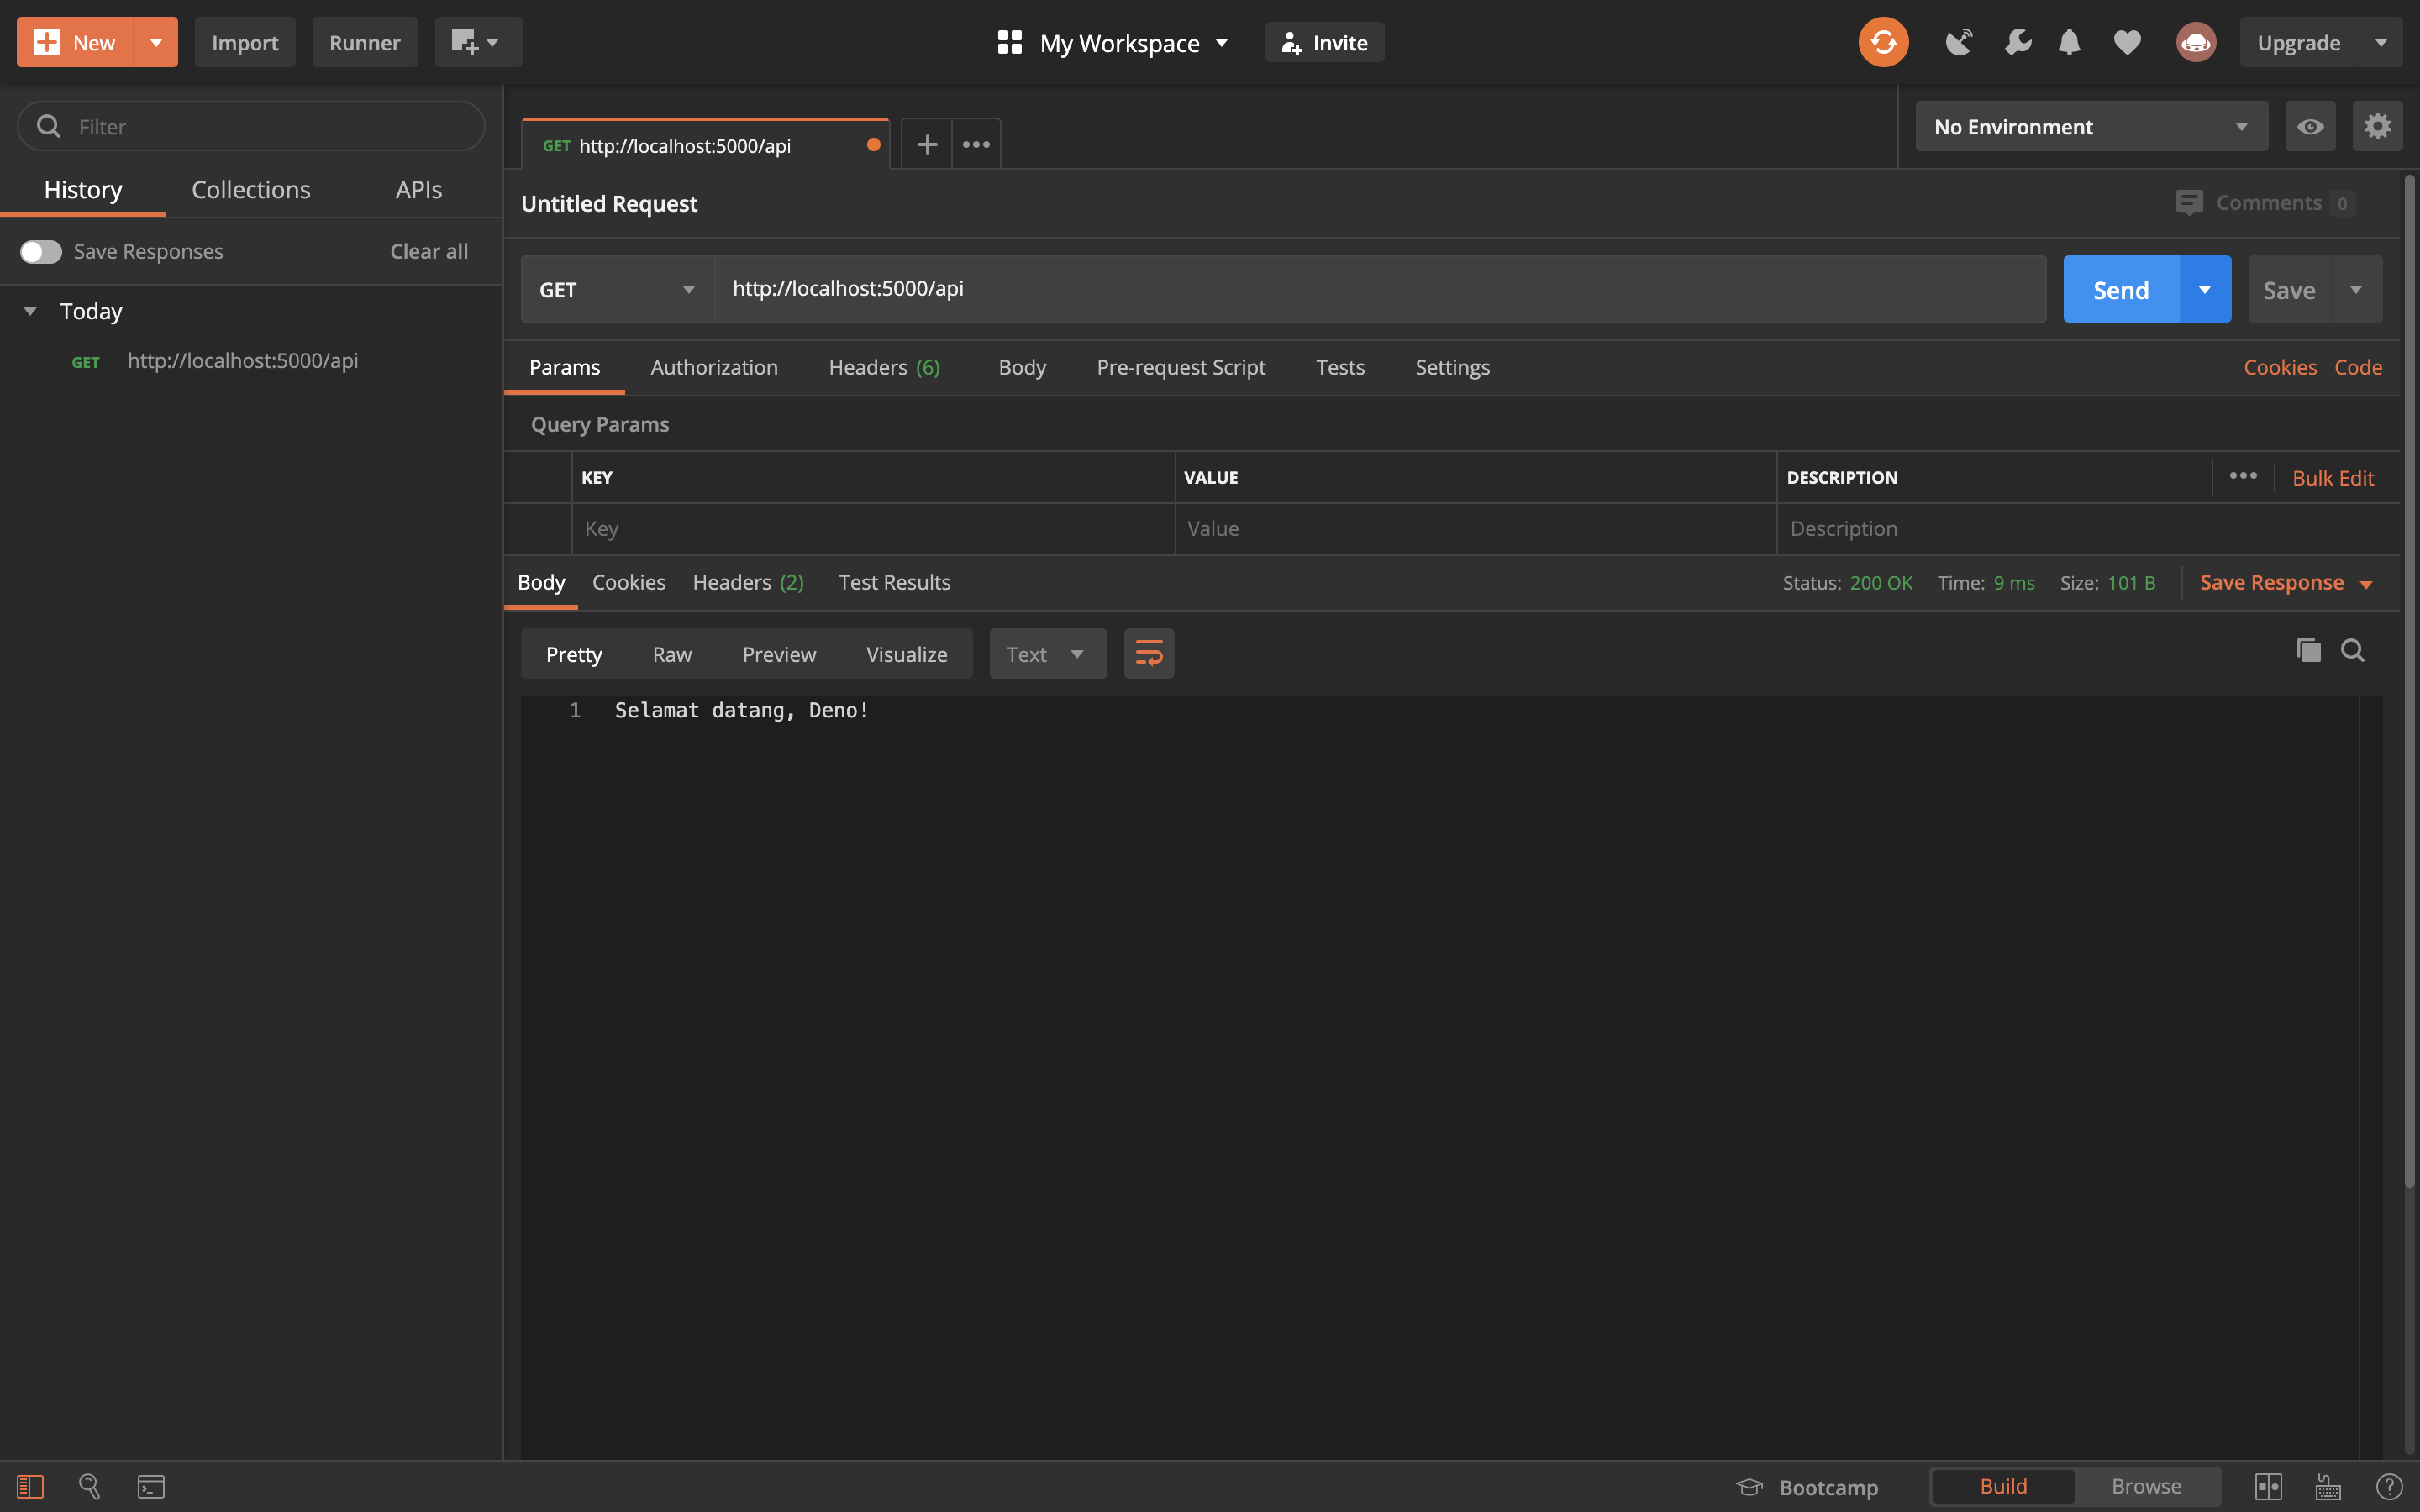 New
Import
Runner
My Workspace
Invite
Upgrade
Filter
History
Collections
APIs
Save Responses
Clear all
Today
GET http://localhost:5000/api
GET http://localhost:5000/api
No Environment
Untitled Request
Comments 0
GET
http://localhost:5000/api
Send
Save
Params
Authorization
Headers (6)
Body
Pre-request Script
Tests
Settings
Cookies
Code
Query Params
KEY
VALUE
DESCRIPTION
Bulk Edit
Key
Value
Description
Body
Cookies
Headers (2)
Test Results
Status: 200 OK
Time: 9 ms
Size: 101 B
Save Response
Pretty
Raw
Preview
Visualize
Text
1 Selamat datang, Deno!
Bootcamp
Build
Browse